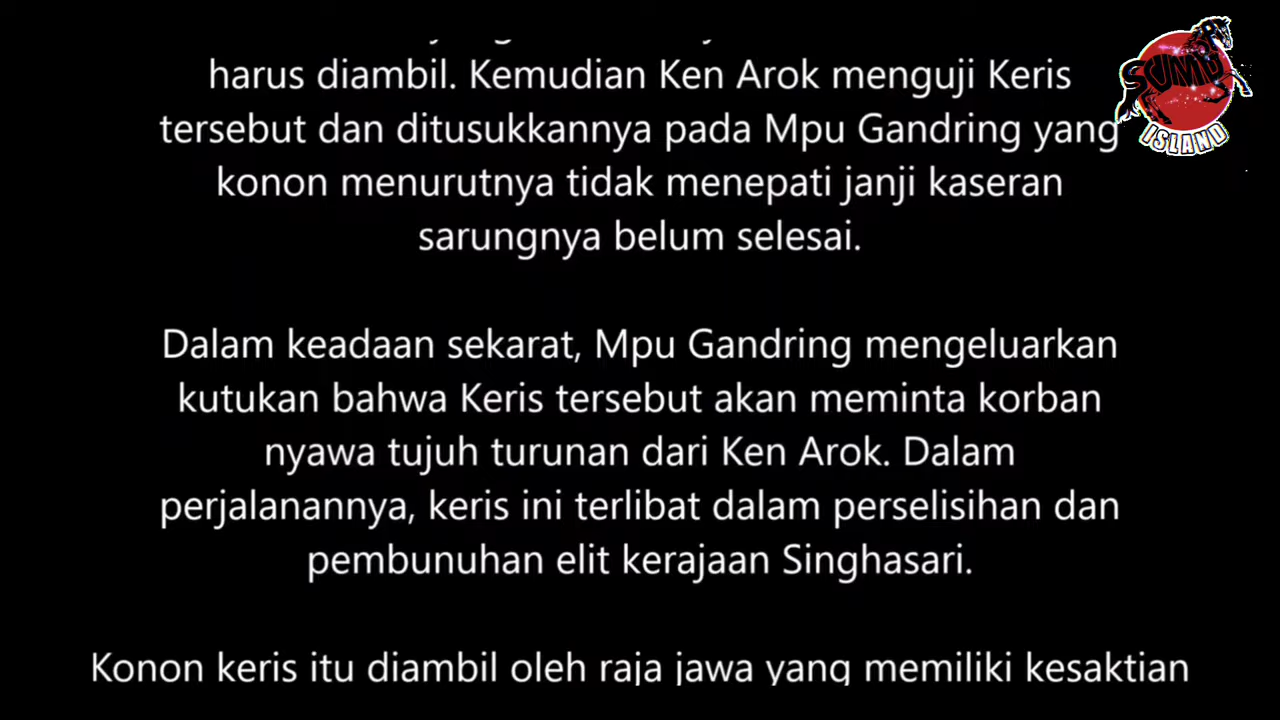 harus diambil. Kemudian Ken Arok menguji Keris
tersebut dan ditusukkannya pada Mpu Gandring yang
konon menurutnya tidak menepati janji kaseran
sarungnya belum selesai.
Dalam keadaan sekarat, Mpu Gandring mengeluarkan
kutukan bahwa Keris tersebut akan meminta korban
nyawa tujuh turunan dari Ken Arok. Dalam
perjalanannya, keris ini terlibat dalam perselisihan dan
pembunuhan elit kerajaan Singhasari.
Konon keris itu diambil oleh raja jawa yang memiliki kesaktian
SUMBA
ISLAND